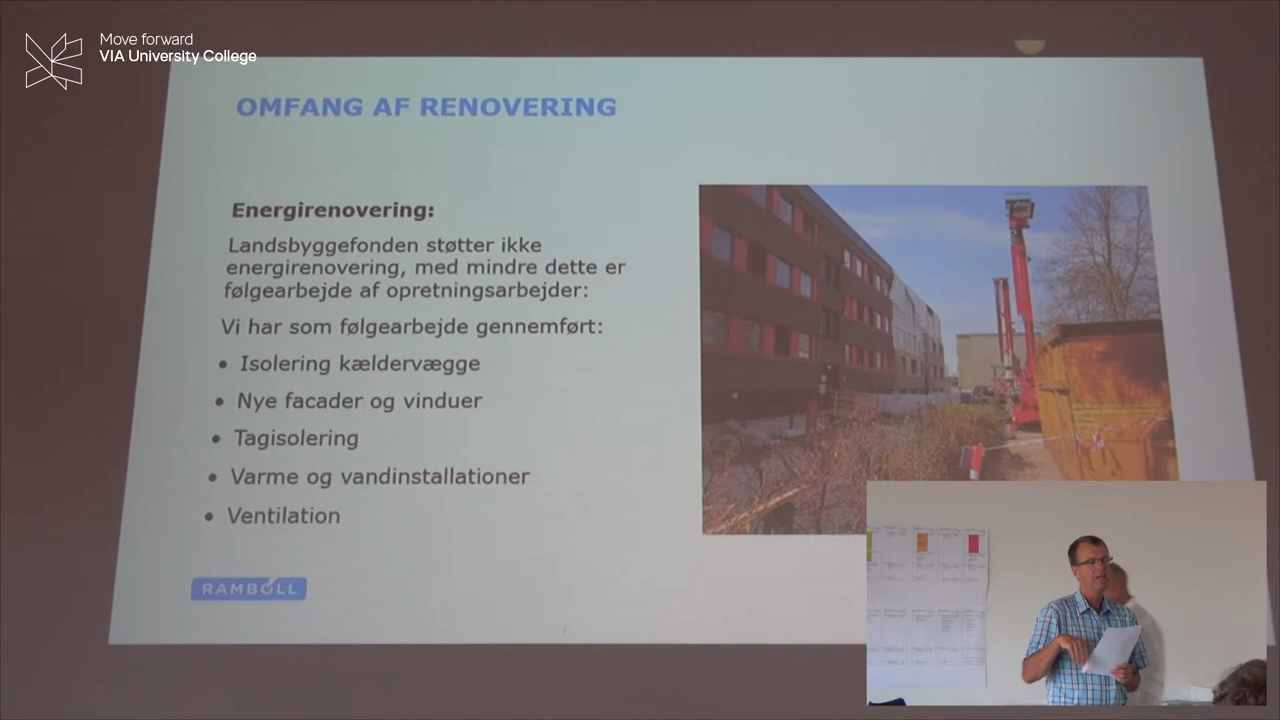 Move forward
VIA University College
OMFANG AF RENOVERING
Energirenovering:
Landsbyggefonden støtter ikke
energirenovering, med mindre dette er
følgearbejde af opretningsarbejder:
Vi har som følgearbejde gennemført:
• Isolering kældervægge
• Nye facader og vinduer
• Tagisolering
• Varme og vandinstallationer
• Ventilation
RAMBOLL